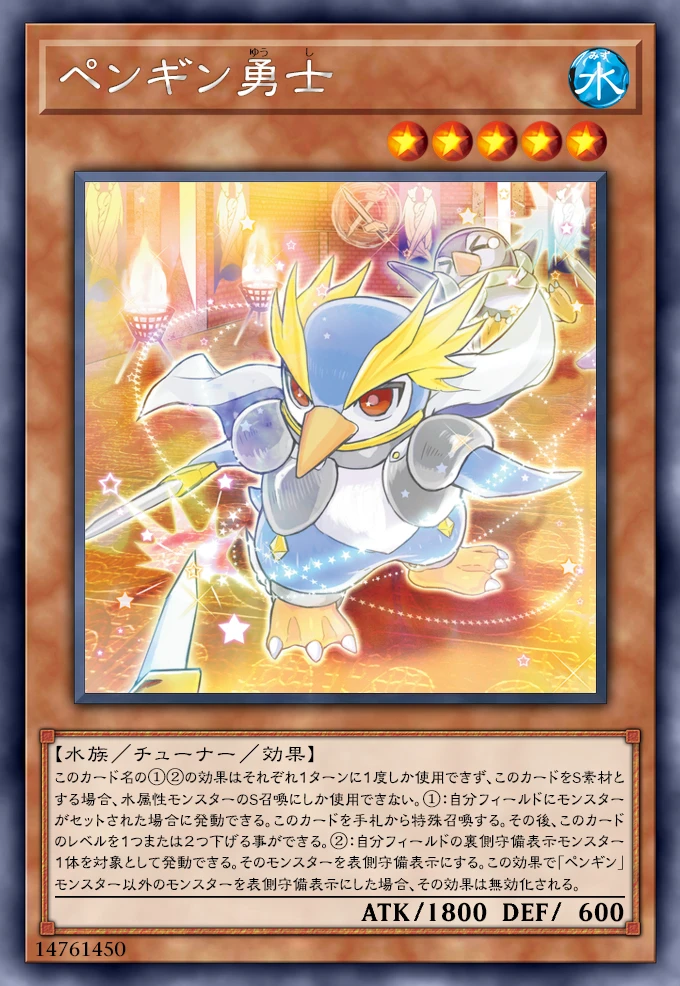 ペンギン勇士
ゆう し
水
みず
【水族／チューナー／効果】
このカード名の①②の効果はそれぞれ1ターンに1度しか使用できず、このカードをS素材と
する場合、水属性モンスターのS召喚にしか使用できない。①：自分フィールドにモンスター
がセットされた場合に発動できる。このカードを手札から特殊召喚する。その後、このカード
のレベルを1つまたは2つ下げる事ができる。②：自分フィールドの裏側守備表示モンスター
1体を対象として発動できる。そのモンスターを表側守備表示にする。この効果で「ペンギン」
モンスター以外のモンスターを表側守備表示にした場合、その効果は無効化される。
ATK/1800 DEF/ 600
14761450